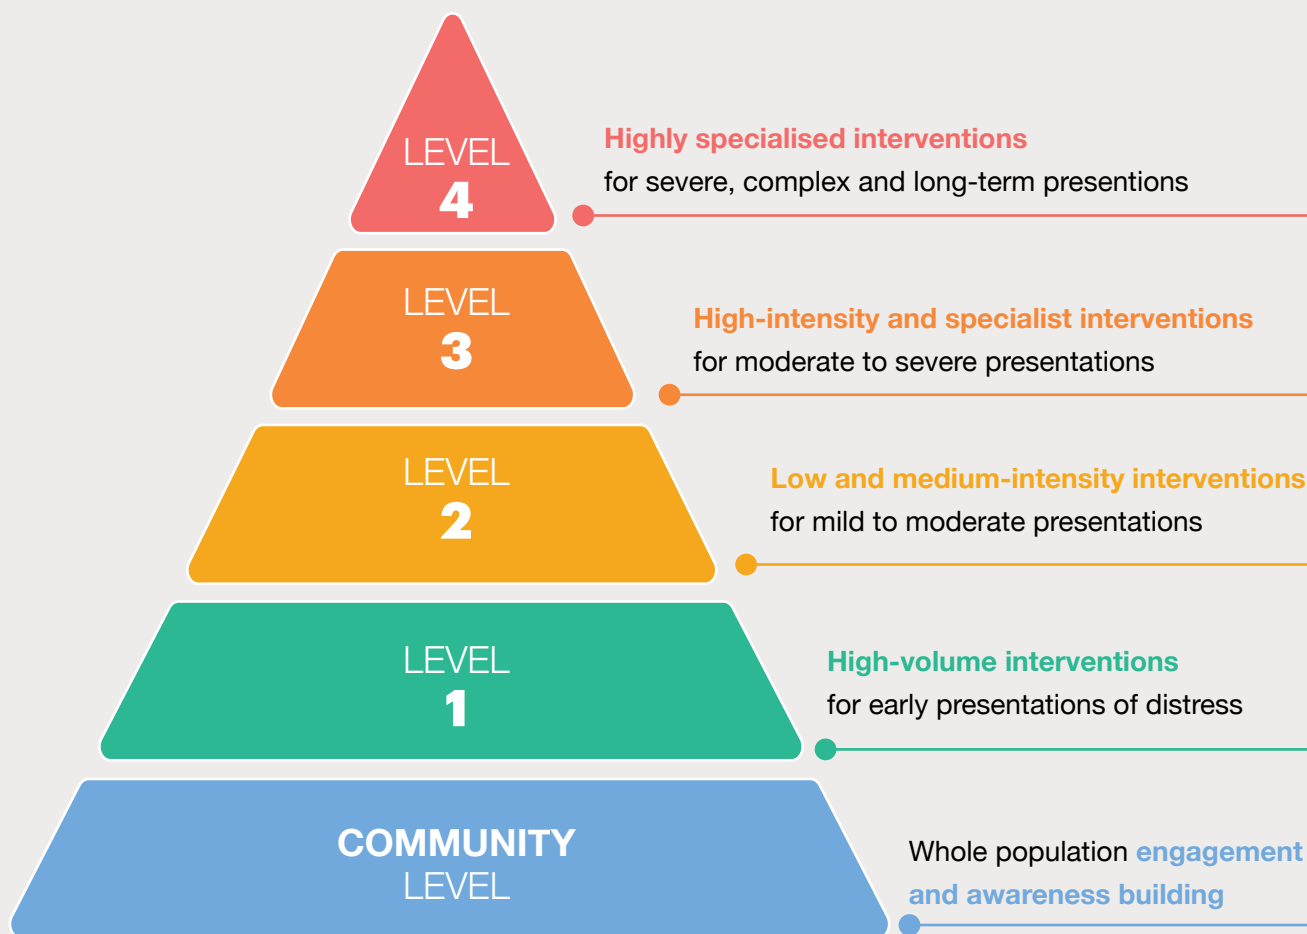 LEVEL
4
Highly specialised interventions
for severe, complex and long-term presentions
LEVEL
3
High-intensity and specialist interventions
for moderate to severe presentations
LEVEL
2
Low and medium-intensity interventions
for mild to moderate presentations
LEVEL
1
High-volume interventions
for early presentations of distress
COMMUNITY
LEVEL
Whole population engagement
and awareness building